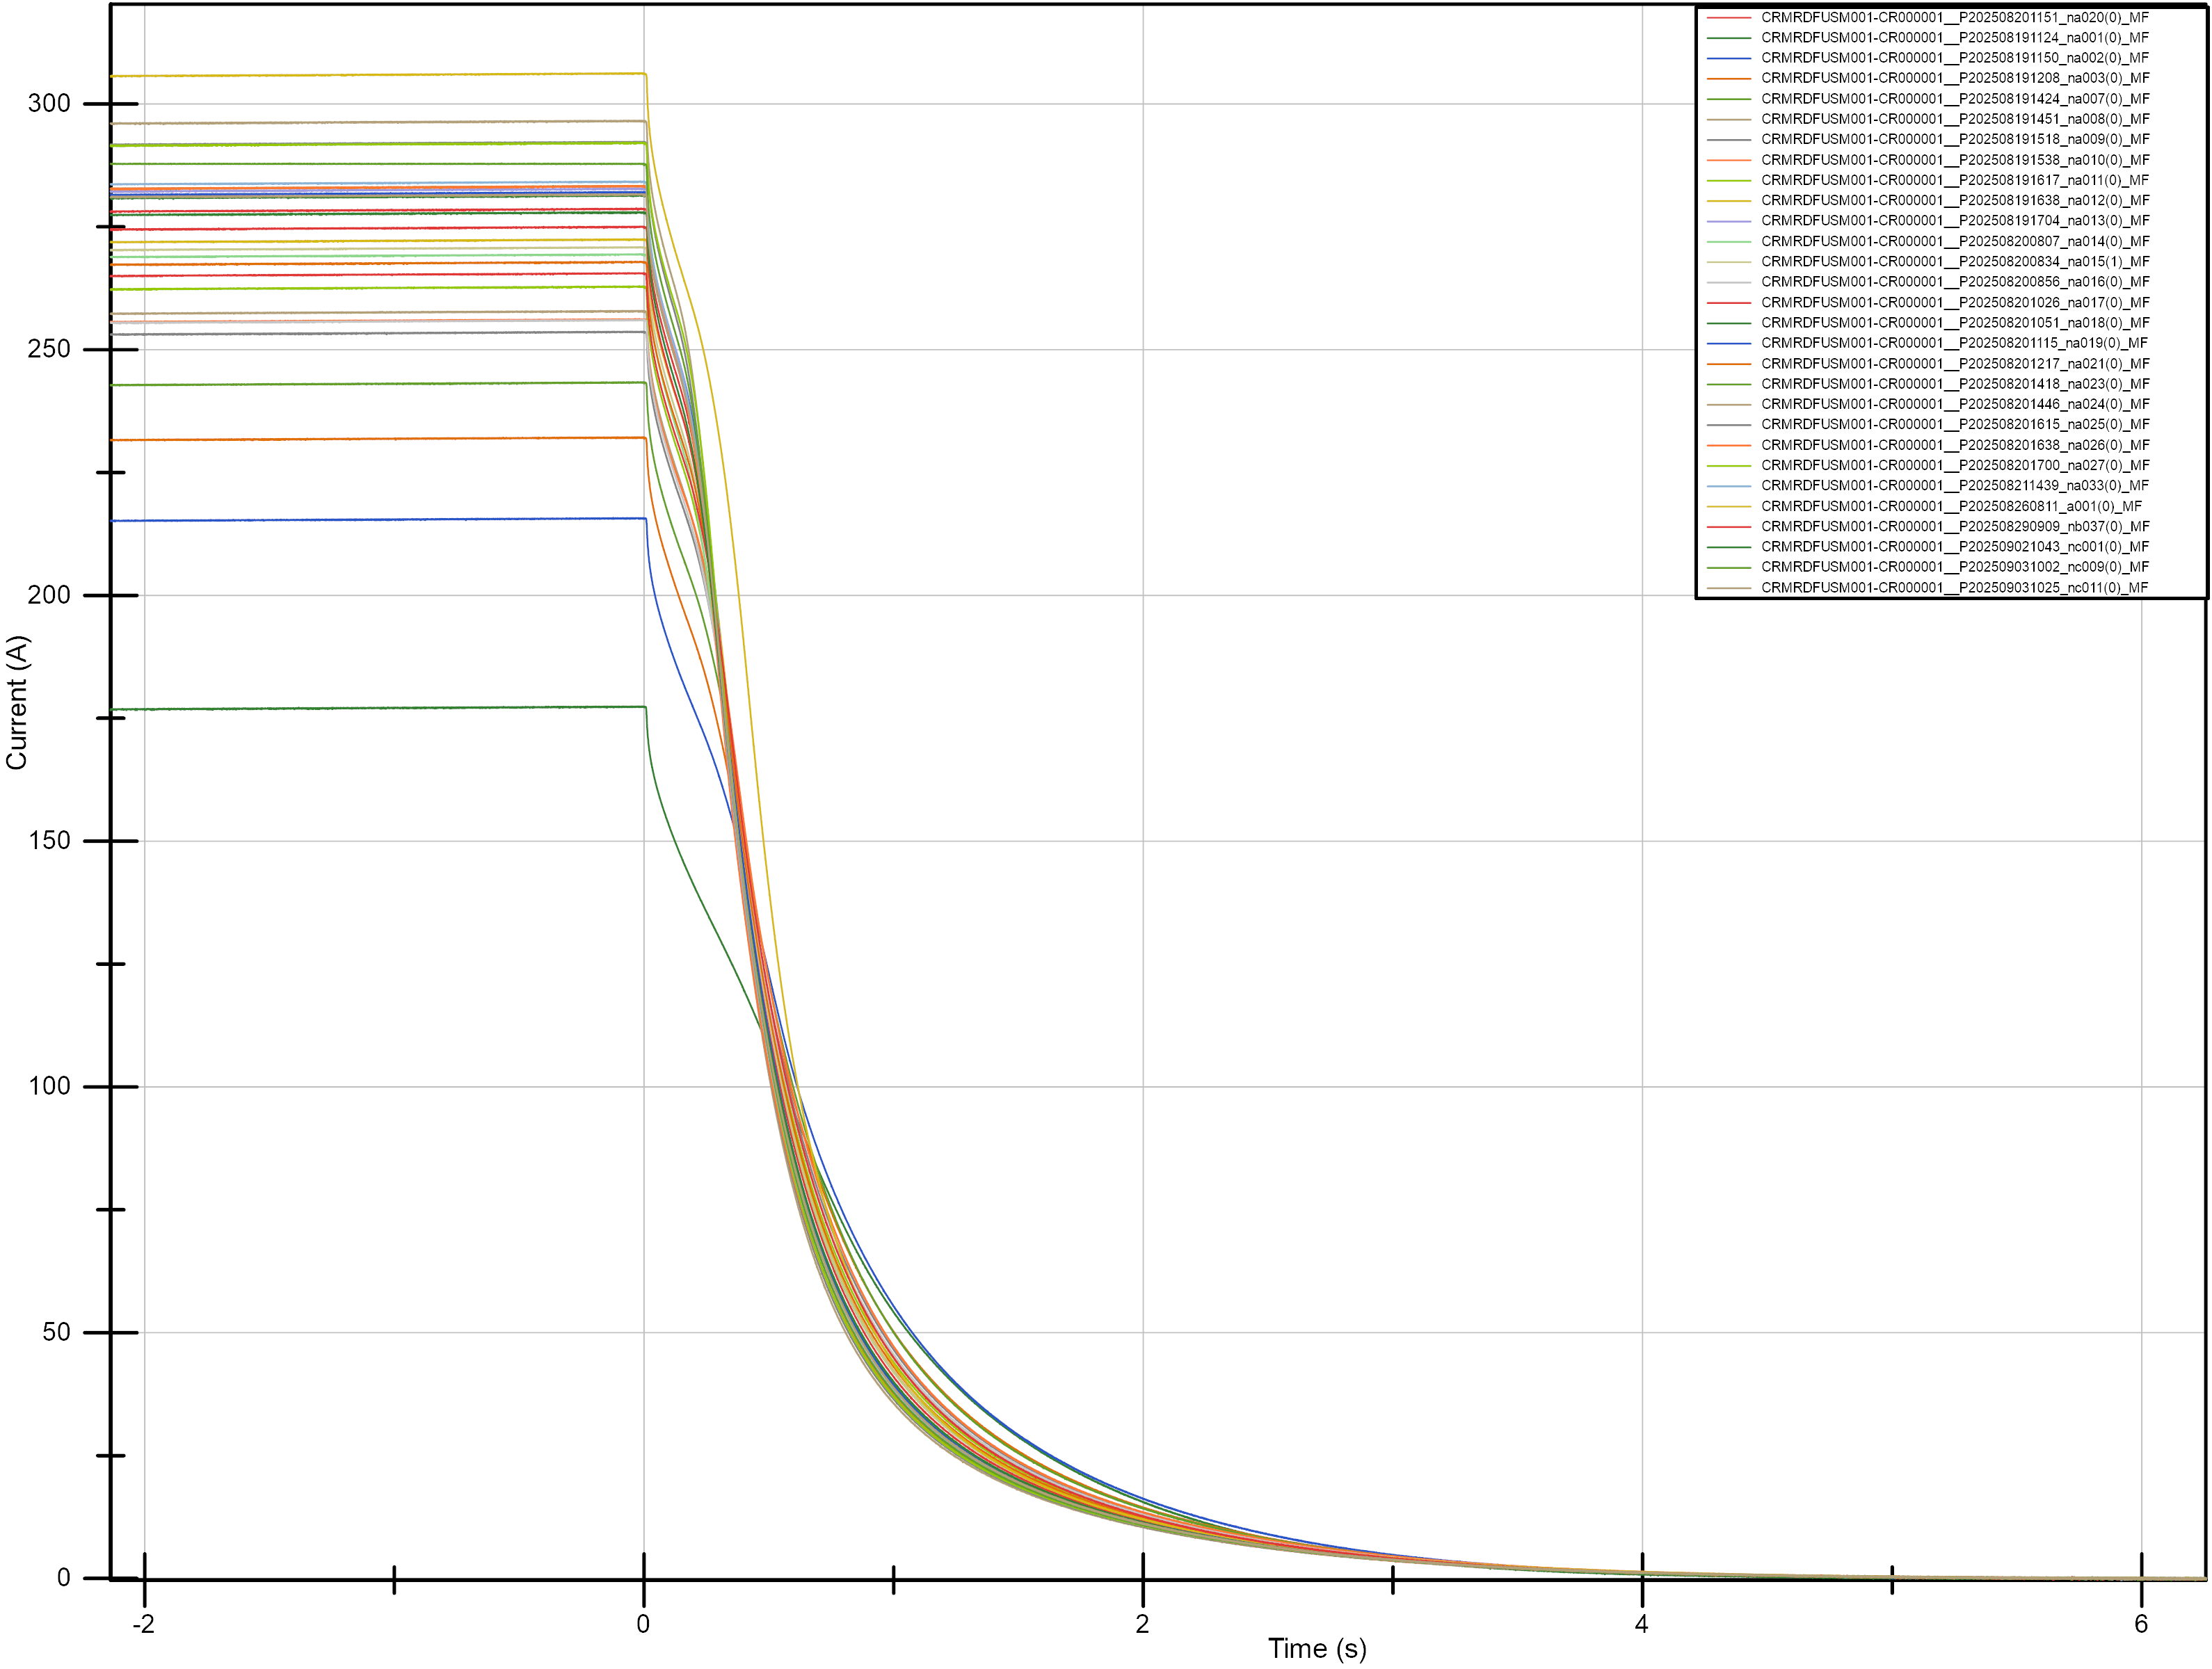 CRMRDFUSM001-CR000001__P202508201151_na020(0)_MF
CRMRDFUSM001-CR000001__P202508191124_na001(0)_MF
CRMRDFUSM001-CR000001__P202508191150_na002(0)_MF
CRMRDFUSM001-CR000001__P202508191208_na003(0)_MF
CRMRDFUSM001-CR000001__P202508191424_na007(0)_MF
CRMRDFUSM001-CR000001__P202508191451_na008(0)_MF
CRMRDFUSM001-CR000001__P202508191518_na009(0)_MF
CRMRDFUSM001-CR000001__P202508191538_na010(0)_MF
CRMRDFUSM001-CR000001__P202508191617_na011(0)_MF
CRMRDFUSM001-CR000001__P202508191638_na012(0)_MF
CRMRDFUSM001-CR000001__P202508191704_na013(0)_MF
CRMRDFUSM001-CR000001__P202508200807_na014(0)_MF
CRMRDFUSM001-CR000001__P202508200834_na015(1)_MF
CRMRDFUSM001-CR000001__P202508200856_na016(0)_MF
CRMRDFUSM001-CR000001__P202508201026_na017(0)_MF
CRMRDFUSM001-CR000001__P202508201051_na018(0)_MF
CRMRDFUSM001-CR000001__P202508201115_na019(0)_MF
CRMRDFUSM001-CR000001__P202508201217_na021(0)_MF
CRMRDFUSM001-CR000001__P202508201418_na023(0)_MF
CRMRDFUSM001-CR000001__P202508201446_na024(0)_MF
CRMRDFUSM001-CR000001__P202508201615_na025(0)_MF
CRMRDFUSM001-CR000001__P202508201638_na026(0)_MF
CRMRDFUSM001-CR000001__P202508201700_na027(0)_MF
CRMRDFUSM001-CR000001__P202508211439_na033(0)_MF
CRMRDFUSM001-CR000001__P202508260811_a001(0)_MF
CRMRDFUSM001-CR000001__P202508290909_nb037(0)_MF
CRMRDFUSM001-CR000001__P202509021043_nc001(0)_MF
CRMRDFUSM001-CR000001__P202509031002_nc009(0)_MF
CRMRDFUSM001-CR000001__P202509031025_nc011(0)_MF
300
250
200
150
100
50
0
Current (A)
-2 0 2 4 6
Time (s)